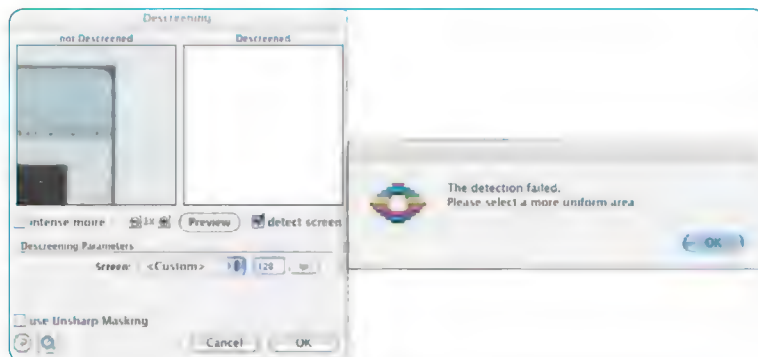 Descreening
not Descreened Descreened
intense moire 1x Preview detect screen
Descreening Parameters
Screen: <Custom> 128
use Unsharp Masking
Cancel OK
The detection failed.
Please select a more uniform area
OK